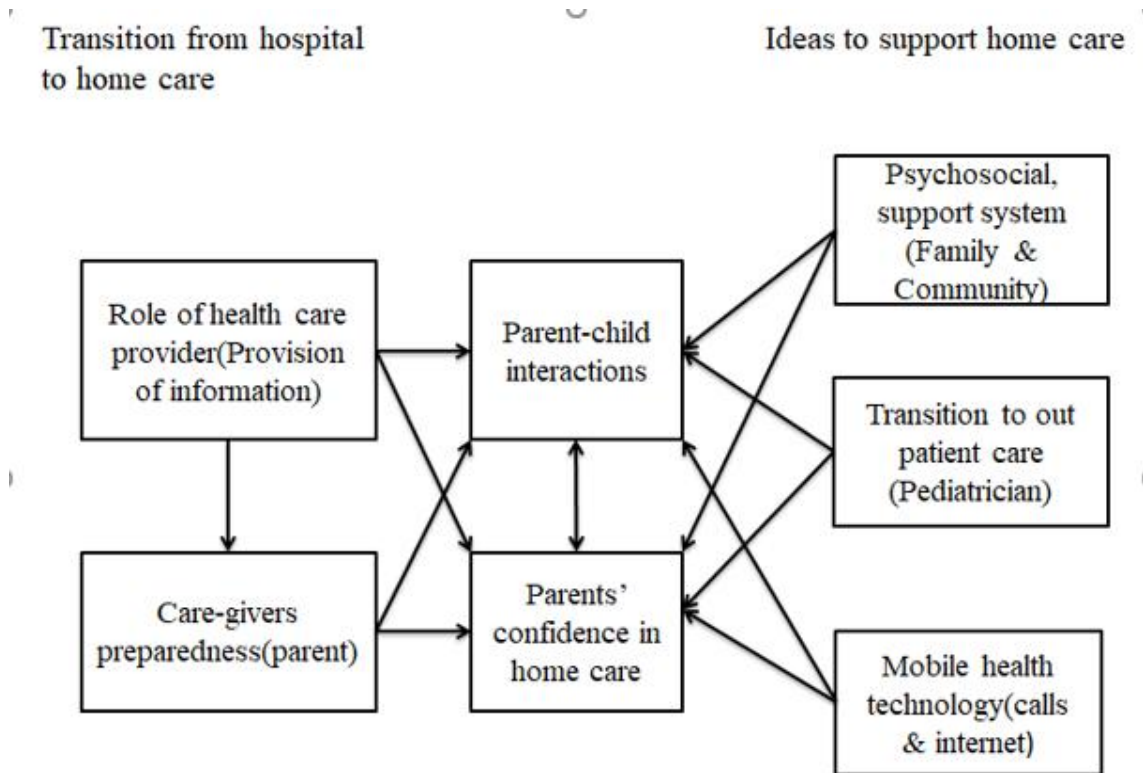 Transition from hospital
to home care
Ideas to support home care
Psychosocial,
support system
(Family &
Community)
Role of health care
provider(Provision
of information)
Parent-child
interactions
Transition to out
patient care
(Pediatrician)
Care-givers
preparedness(parent)
Parents’
confidence in
home care
Mobile health
technology(calls
& internet)